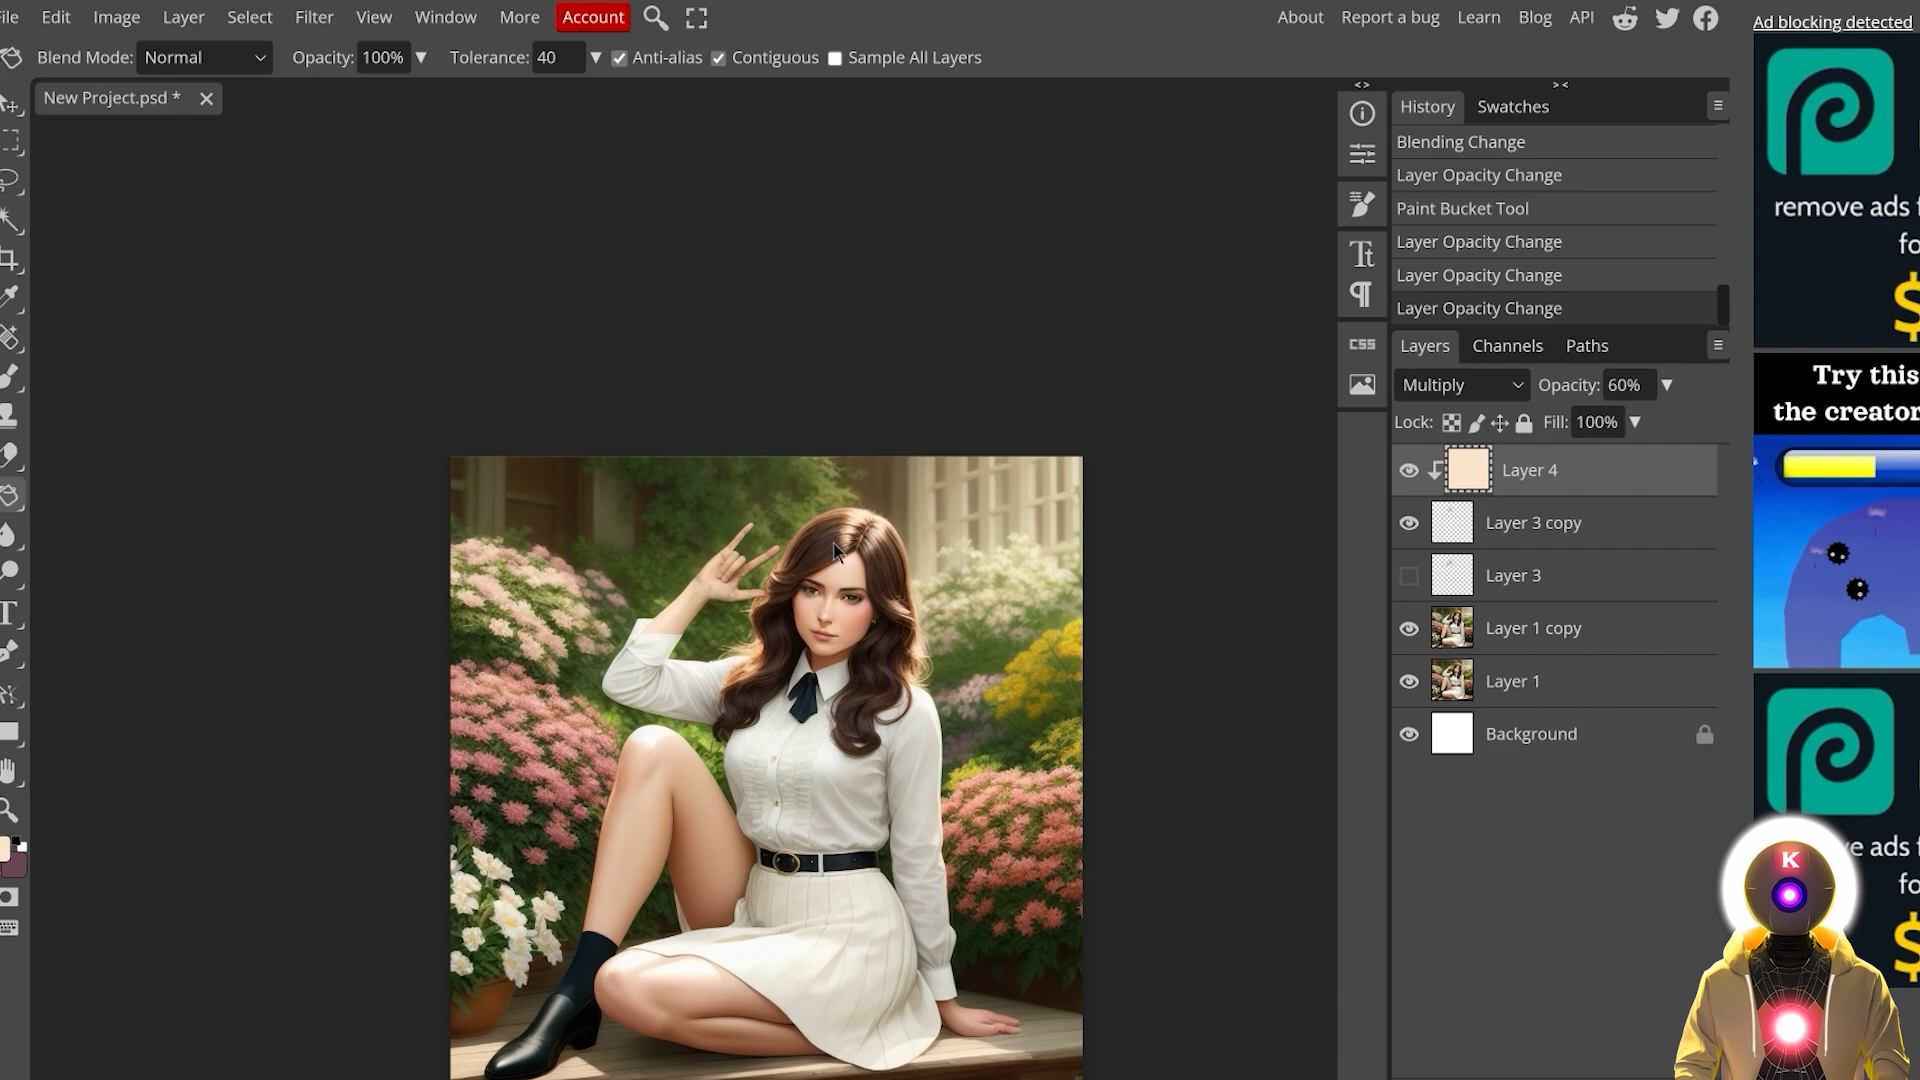 File Edit Image Layer Select Filter View Window More Account About Report a bug Learn Blog API Ad blocking detected
Blend Mode: Normal Opacity: 100% Tolerance: 40 Anti-alias Contiguous Sample All Layers
New Project.psd *
History Swatches
Blending Change
Layer Opacity Change
Paint Bucket Tool
Layer Opacity Change
Layer Opacity Change
Layer Opacity Change
Layers Channels Paths
Multiply Opacity: 60%
Lock: Fill: 100%
Layer 4
Layer 3 copy
Layer 3
Layer 1 copy
Layer 1
Background
CSS
remove ads
$
Try this
the creator
ads
$
K